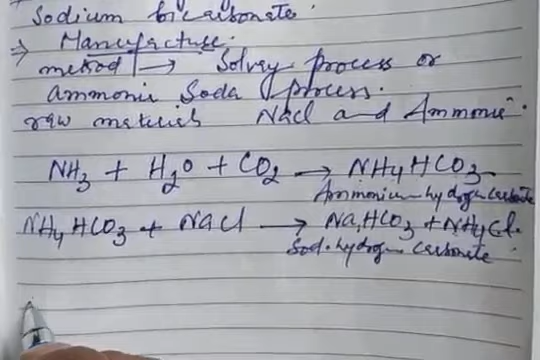 Sodium bicarbonate.
⇒ Manufacture.
method → Solvay process or
ammonia Soda process.
raw materials NaCl and Ammonia.
NH₃ + H₂O + CO₂ → NH₄HCO₃
Ammonium hydrogen carbonate
NH₄HCO₃ + NaCl → NaHCO₃ + NH₄Cl.
Sod. hydrogen carbonate